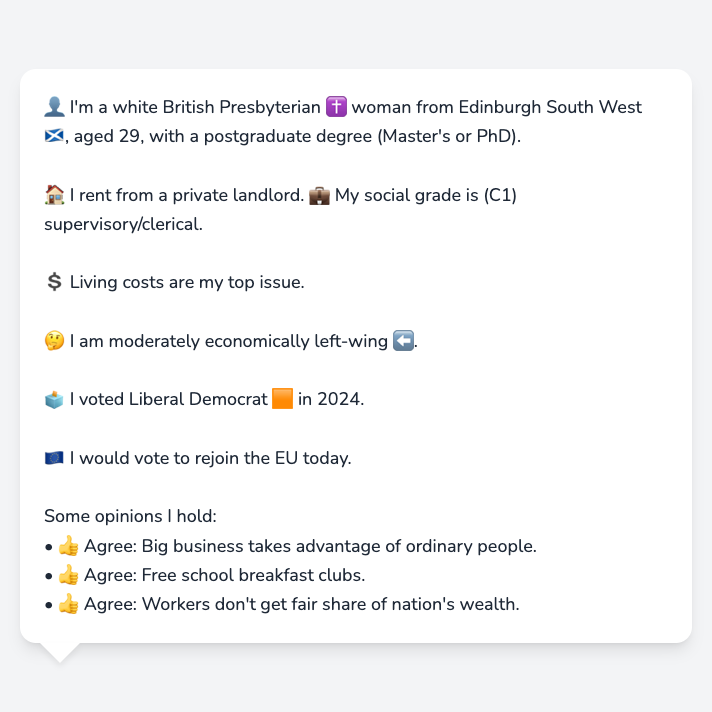 👤 I'm a white British Presbyterian ✝️ woman from Edinburgh South West
🏴󠁧󠁢󠁳󠁣󠁴󠁿, aged 29, with a postgraduate degree (Master's or PhD).
🏠 I rent from a private landlord. 💼 My social grade is (C1)
supervisory/clerical.
💲 Living costs are my top issue.
🤔 I am moderately economically left-wing ⬅️.
🗳️ I voted Liberal Democrat 🟧 in 2024.
🇪🇺 I would vote to rejoin the EU today.
Some opinions I hold:
• 👍 Agree: Big business takes advantage of ordinary people.
• 👍 Agree: Free school breakfast clubs.
• 👍 Agree: Workers don't get fair share of nation's wealth.